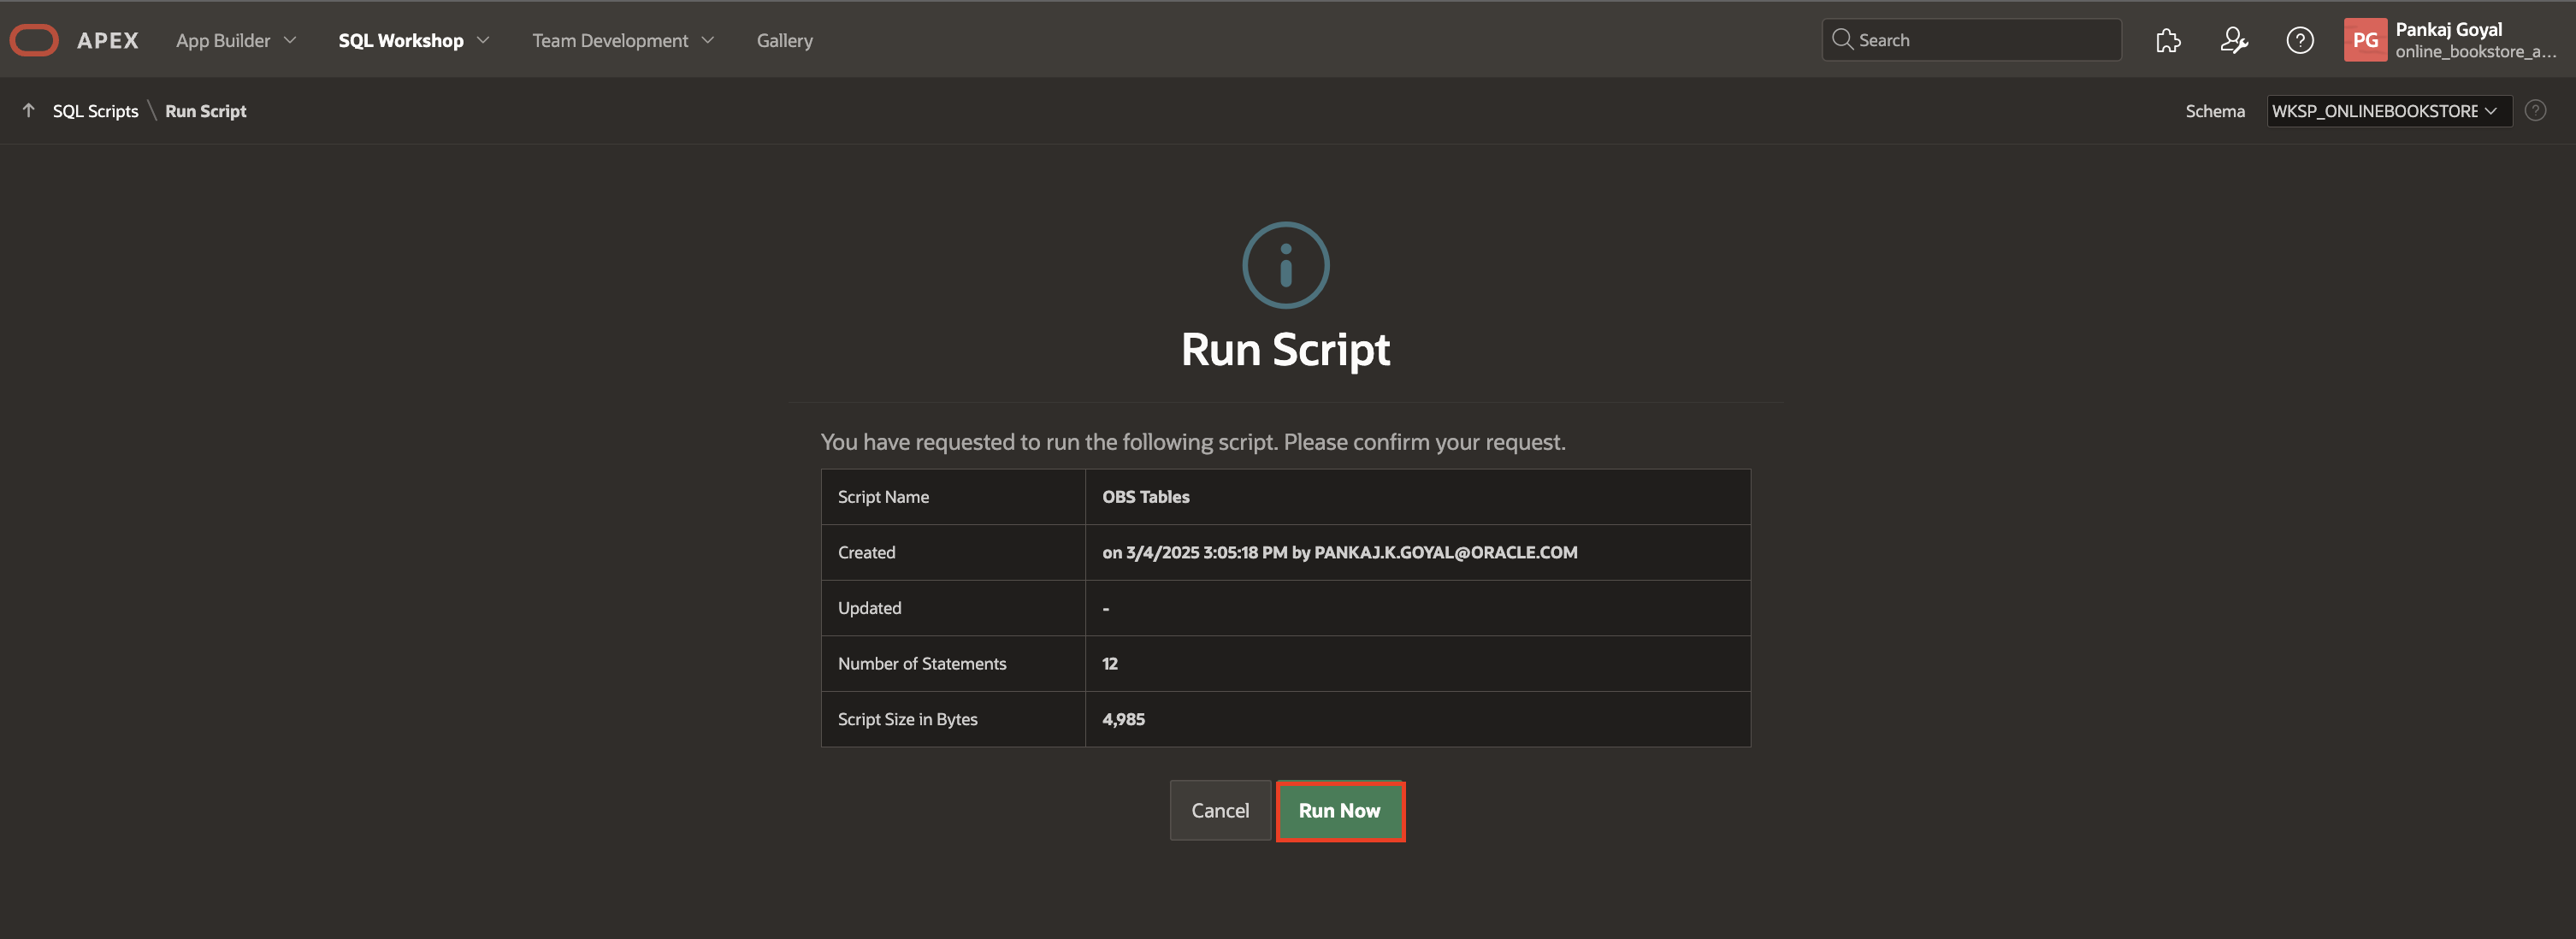 APEX App Builder SQL Workshop Team Development Gallery Search PG Pankaj Goyal
online_bookstore_a...
SQL Scripts \ Run Script Schema WKSP_ONLINEBOOKSTORE
Run Script
You have requested to run the following script. Please confirm your request.
Script Name OBS Tables
Created on 3/4/2025 3:05:18 PM by PANKAJ.K.GOYAL@ORACLE.COM
Updated -
Number of Statements 12
Script Size in Bytes 4,985
Cancel Run Now